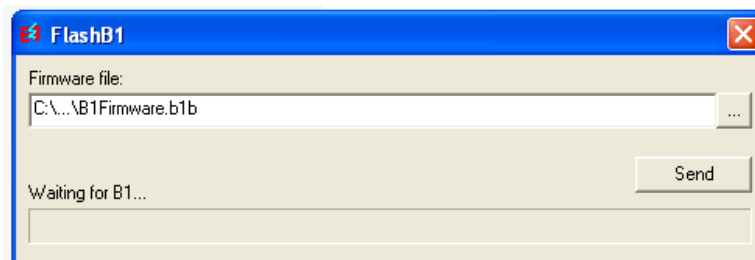 FlashB1
Firmware file:
C:\...\B1Firmware.b1b
...
Send
Waiting for B1...